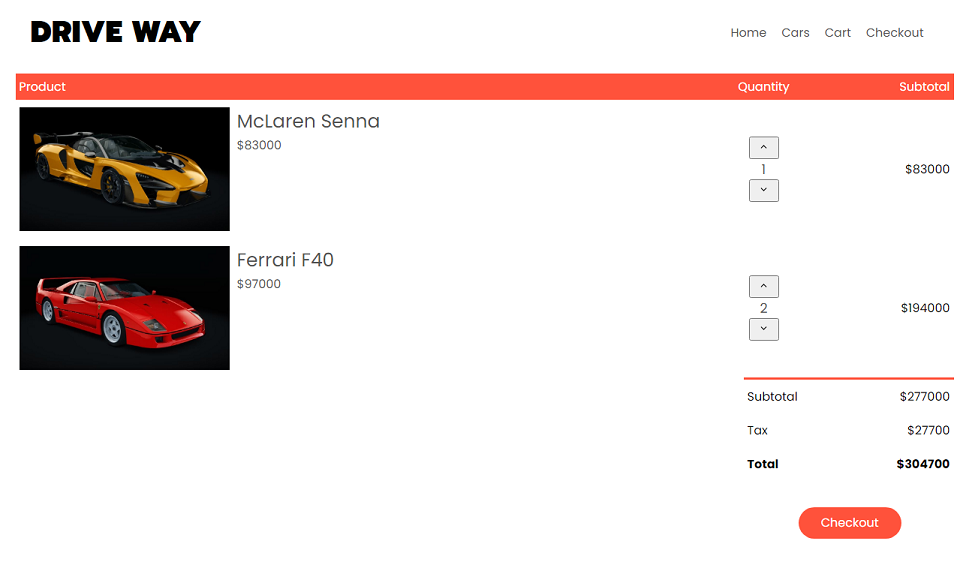 DRIVE WAY
Home Cars Cart Checkout
Product Quantity Subtotal
McLaren Senna
$83000
1
$83000
Ferrari F40
$97000
2
$194000
Subtotal $277000
Tax $27700
Total $304700
Checkout